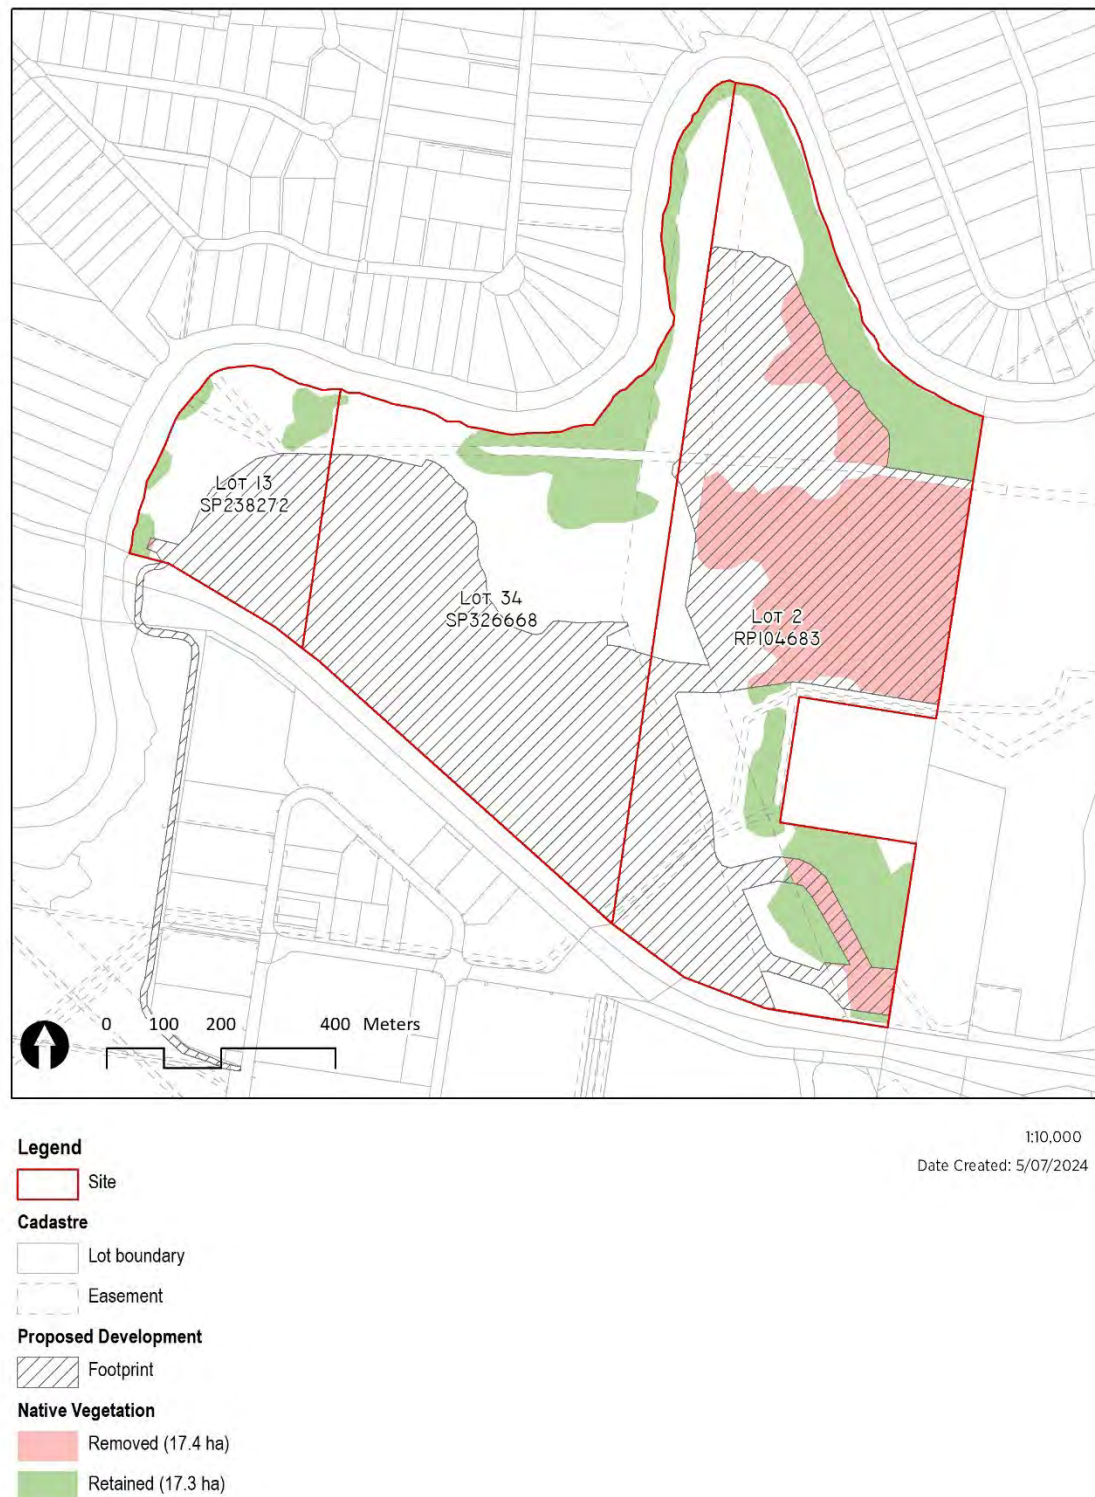 LOT 13
SP238272
LOT 34
SP326668
LOT 2
RP104683
0 100 200 400 Meters
1:10,000
Date Created: 5/07/2024
Legend
Site
Cadastre
Lot boundary
Easement
Proposed Development
Footprint
Native Vegetation
Removed (17.4 ha)
Retained (17.3 ha)